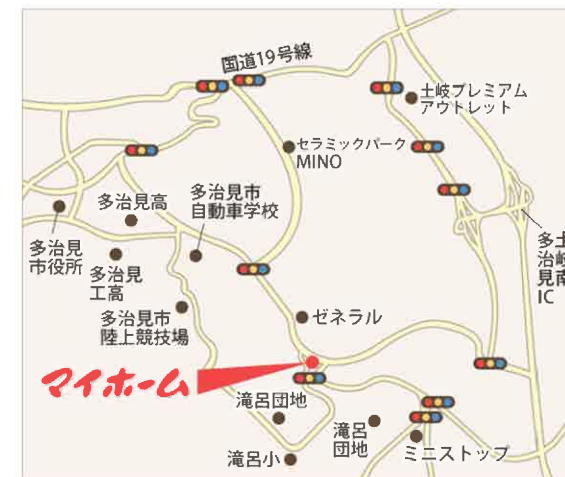 国道19号線
土岐プレミアム
アウトレット
セラミックパーク
MINO
多治見高
多治見市
自動車学校
多治見
市役所
多治見
工高
土岐南
多治見
IC
多治見市
陸上競技場
ゼネラル
マイホーム
滝呂団地
滝呂
団地
滝呂小
ミニストップ